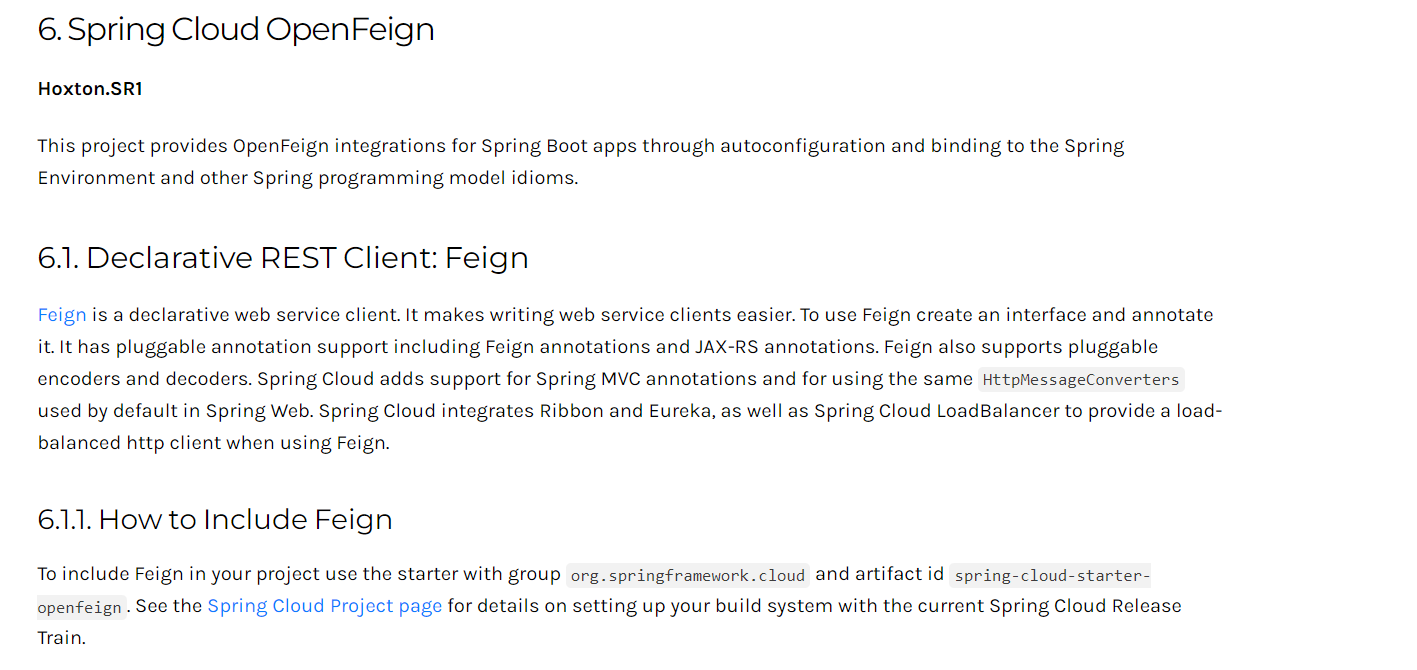 6. Spring Cloud OpenFeign
Hoxton.SR1
This project provides OpenFeign integrations for Spring Boot apps through autoconfiguration and binding to the Spring
Environment and other Spring programming model idioms.
6.1. Declarative REST Client: Feign
Feign is a declarative web service client. It makes writing web service clients easier. To use Feign create an interface and annotate
it. It has pluggable annotation support including Feign annotations and JAX-RS annotations. Feign also supports pluggable
encoders and decoders. Spring Cloud adds support for Spring MVC annotations and for using the same HttpMessageConverters
used by default in Spring Web. Spring Cloud integrates Ribbon and Eureka, as well as Spring Cloud LoadBalancer to provide a load-
balanced http client when using Feign.
6.1.1. How to Include Feign
To include Feign in your project use the starter with group org.springframework.cloud and artifact id spring-cloud-starter-
openfeign. See the Spring Cloud Project page for details on setting up your build system with the current Spring Cloud Release
Train.